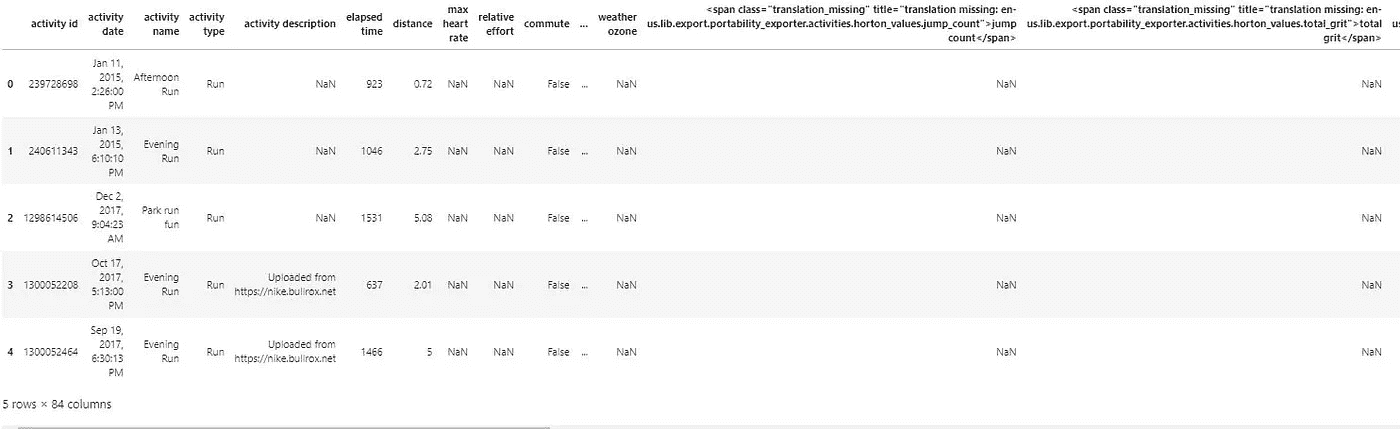 activity id activity date activity name activity type activity description elapsed time distance max heart rate relative effort commute ... weather ozone <span class="translation_missing" title="translation missing: en-us.lib.export.portability_exporter.activities.horton_values.jump_count">jump count</span> <span class="translation_missing" title="translation missing: en-us.lib.export.portability_exporter.activities.horton_values.total_grit">total grit</span> us
0 239728698 Jan 11, 2015, 2:26:00 PM Afternoon Run Run NaN 923 0.72 NaN NaN False ... NaN NaN NaN
1 240611343 Jan 13, 2015, 6:10:10 PM Evening Run Run NaN 1046 2.75 NaN NaN False ... NaN NaN NaN
2 1298614506 Dec 2, 2017, 9:04:23 AM Park run fun Run NaN 1531 5.08 NaN NaN False ... NaN NaN NaN
3 1300052208 Oct 17, 2017, 5:13:00 PM Evening Run Run Uploaded from https://nike.bullrox.net 637 2.01 NaN NaN False ... NaN NaN NaN
4 1300052464 Sep 19, 2017, 6:30:13 PM Evening Run Run Uploaded from https://nike.bullrox.net 1466 5 NaN NaN False ... NaN NaN NaN
5 rows × 84 columns